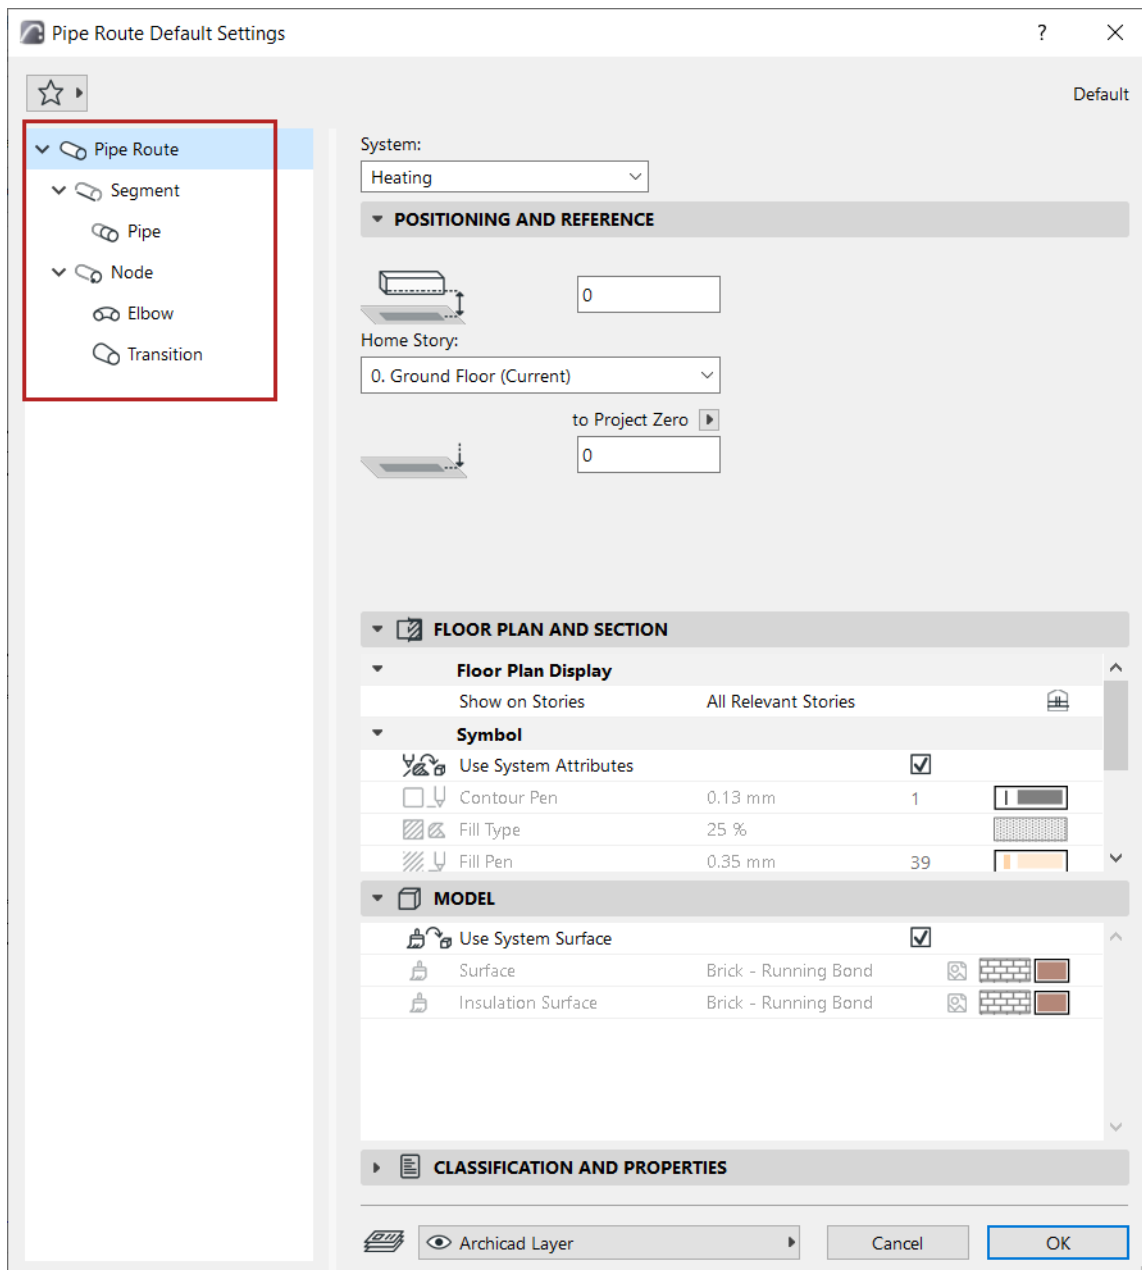 Pipe Route Default Settings
?
Default
Pipe Route
Segment
Pipe
Node
Elbow
Transition
System:
Heating
POSITIONING AND REFERENCE
0
Home Story:
0. Ground Floor (Current)
to Project Zero
0
FLOOR PLAN AND SECTION
Floor Plan Display
Show on Stories All Relevant Stories
Symbol
Use System Attributes
Contour Pen 0.13 mm 1
Fill Type 25 %
Fill Pen 0.35 mm 39
MODEL
Use System Surface
Surface Brick - Running Bond
Insulation Surface Brick - Running Bond
CLASSIFICATION AND PROPERTIES
Archicad Layer Cancel OK